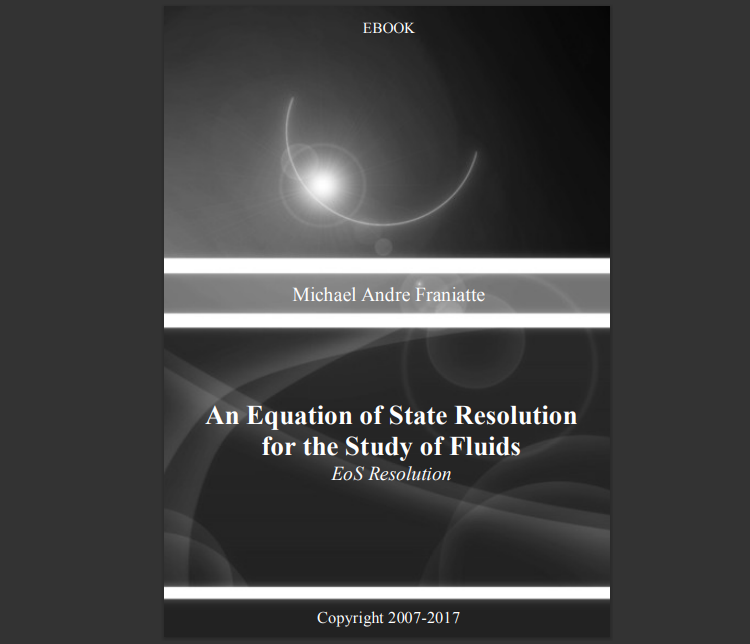 EBOOK
Michael Andre Franiatte
An Equation of State Resolution
for the Study of Fluids
EoS Resolution
Copyright 2007-2017